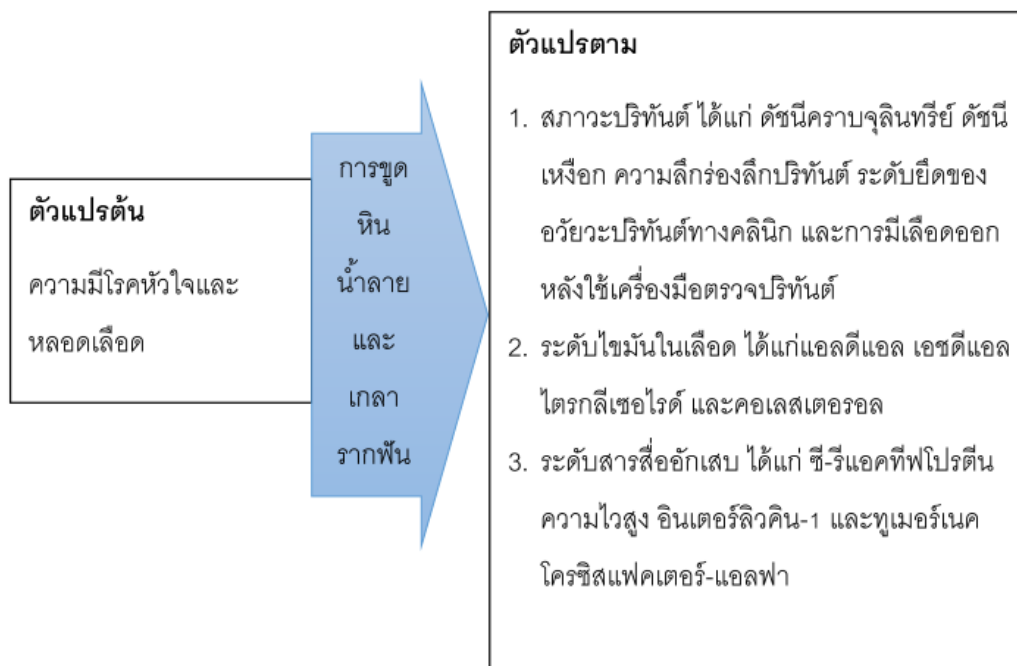 ตัวแปรต้น
ความมีโรคหัวใจและ
หลอดเลือด
การขูด
หิน
น้ำลาย
และ
เกลา
รากฟัน
ตัวแปรตาม
1. สภาวะปริทันต์ ได้แก่ ดัชนีคราบจุลินทรีย์ ดัชนี
เหงือก ความลึกร่องลึกปริทันต์ ระดับยึดของ
อวัยวะปริทันต์ทางคลินิก และการมีเลือดออก
หลังใช้เครื่องมือตรวจปริทันต์
2. ระดับไขมันในเลือด ได้แก่แอลดีแอล เอชดีแอล
ไตรกลีเซอไรด์ และคอเลสเตอรอล
3. ระดับสารสื่ออักเสบ ได้แก่ ซี-รีแอคทีฟโปรตีน
ความไวสูง อินเตอร์ลิวคิน-1 และทูเมอร์เนค
โครซิสแฟคเตอร์-แอลฟา